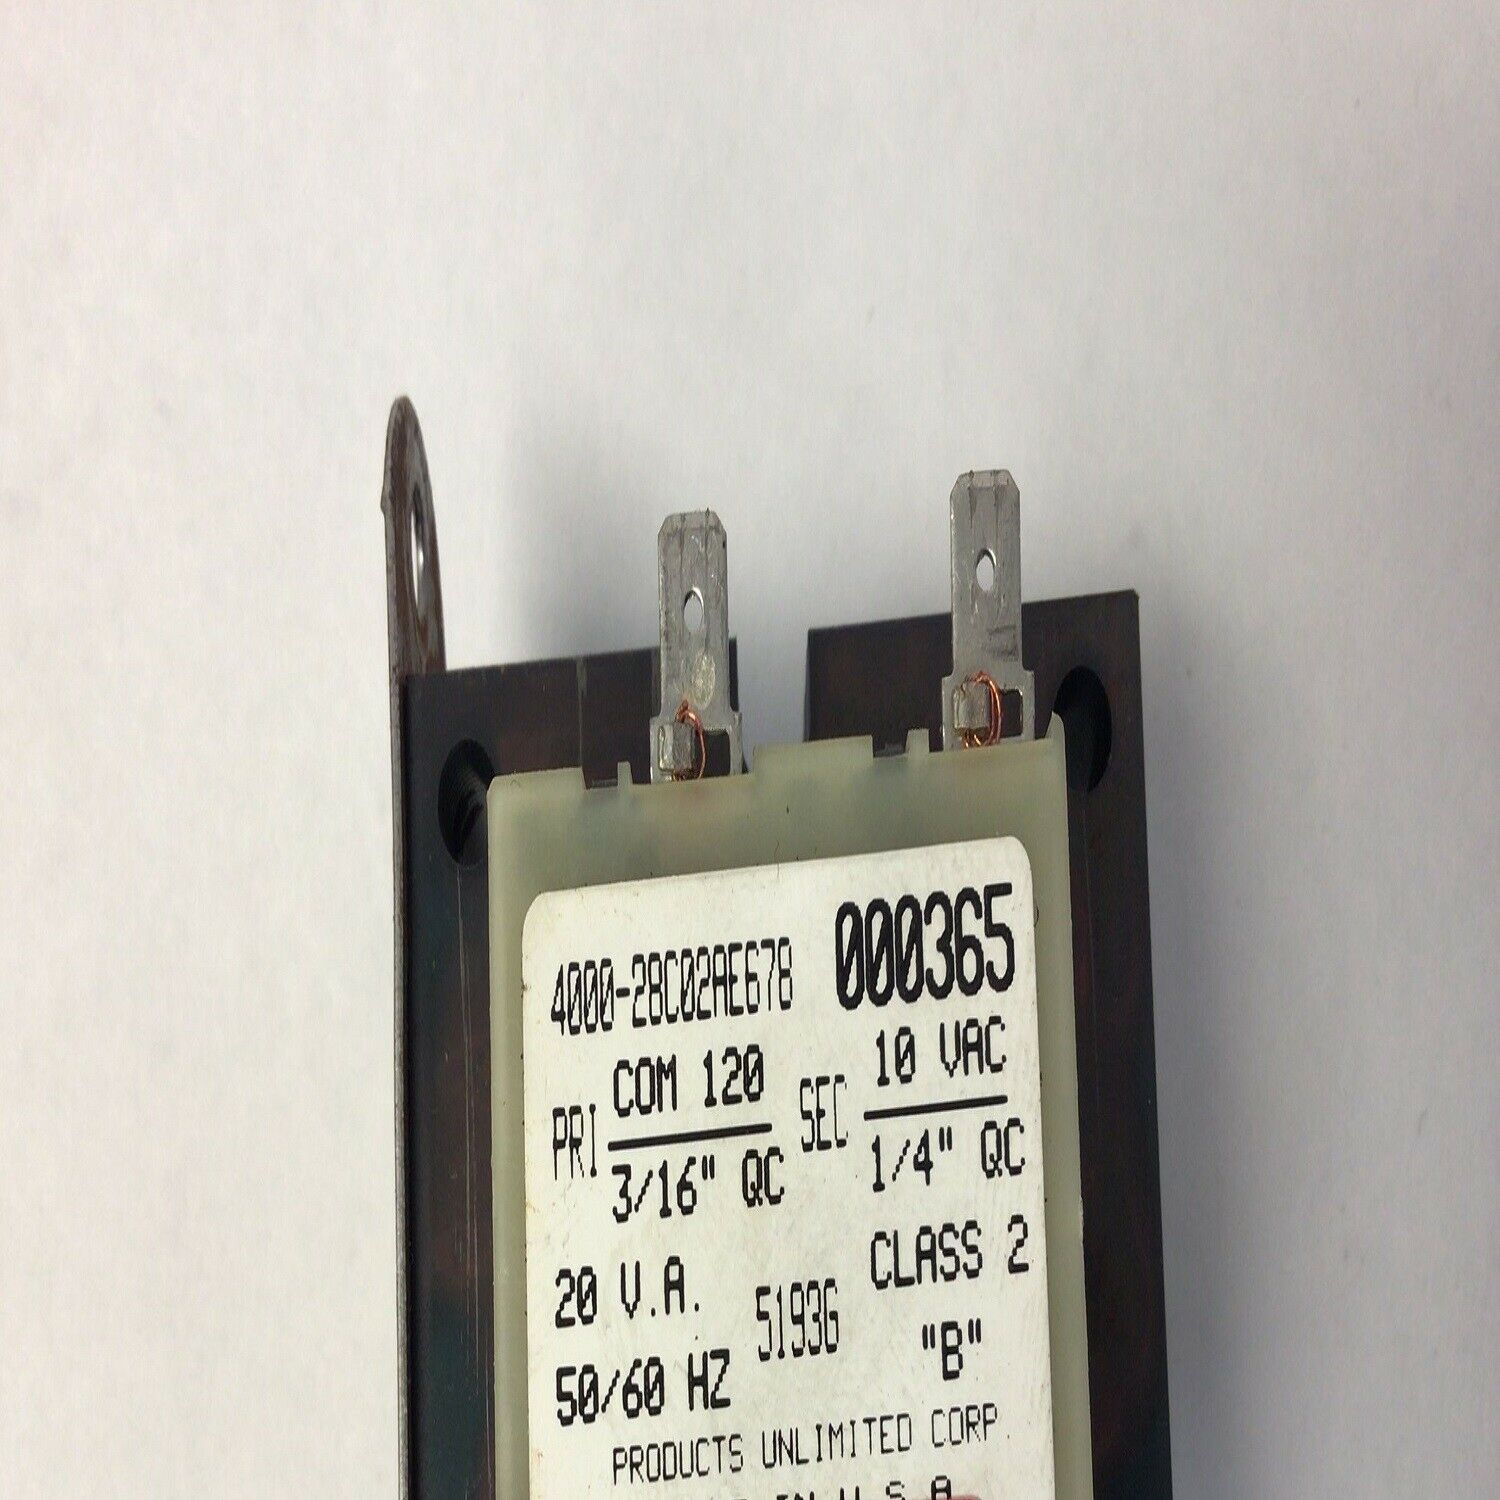 4000-28C02AE678 000365
PRI COM 120 SEC 10 VAC
3/16" QC 1/4" QC
20 V.A. CLASS 2
5193G
50/60 HZ "B"
PRODUCTS UNLIMITED CORP
IN U.S.A